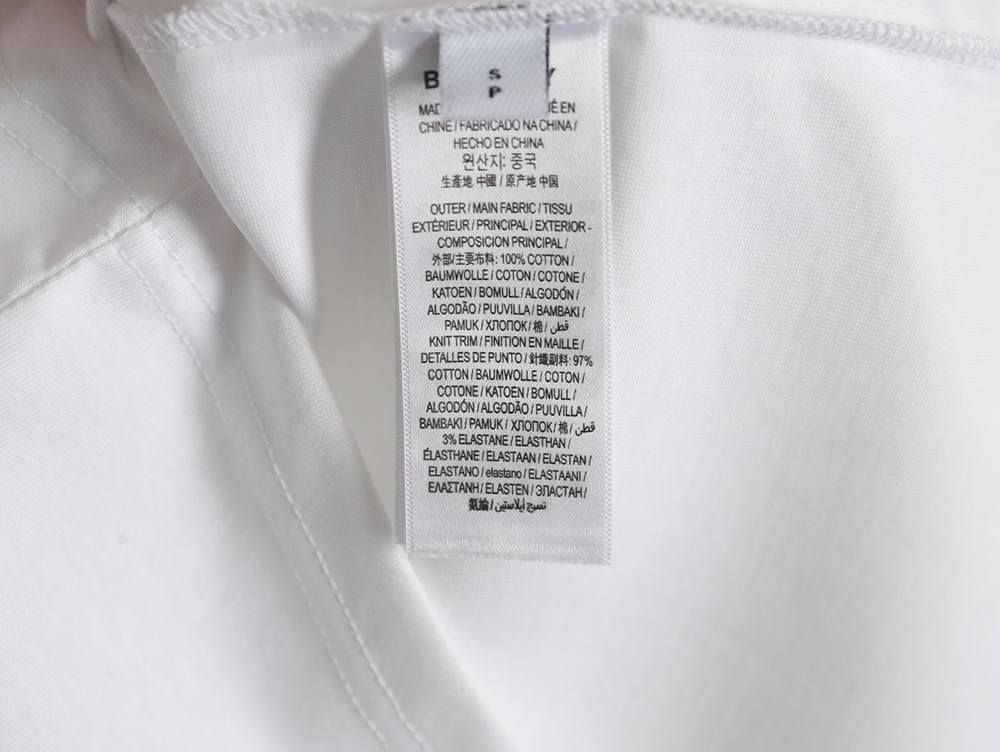 S
P
B Y
CHINE / FABRICADO NA CHINA /
HECHO EN CHINA
원산지: 중국
生產地 中國 / 原产地 中国
OUTER / MAIN FABRIC / TISSU
EXTÉRIEUR / PRINCIPAL / EXTERIOR -
COMPOSICION PRINCIPAL /
外部/主要布料: 100% COTTON /
BAUMWOLLE / COTON / COTONE /
KATOEN / BOMULL / ALGODÓN /
ALGODÃO / PUUVILLA / BAMBAKI /
PAMUK / ХЛОПОК / 棉 / قطن
KNIT TRIM / FINITION EN MAILLE /
DETALLES DE PUNTO / 針織副料: 97%
COTTON / BAUMWOLLE / COTON /
COTONE / KATOEN / BOMULL /
ALGODÓN / ALGODÃO / PUUVILLA /
BAMBAKI / PAMUK / ХЛОПОК / 棉 / قطن
3% ELASTANE / ELASTHAN /
ÉLASTHANE / ELASTAAN / ELASTAN /
ELASTANO / elastano / ELASTAANI /
ΕΛΑΣΤΑΝΗ / ELASTEN / ЭЛАСТАН /
氨綸 / نسيج إيلاستين